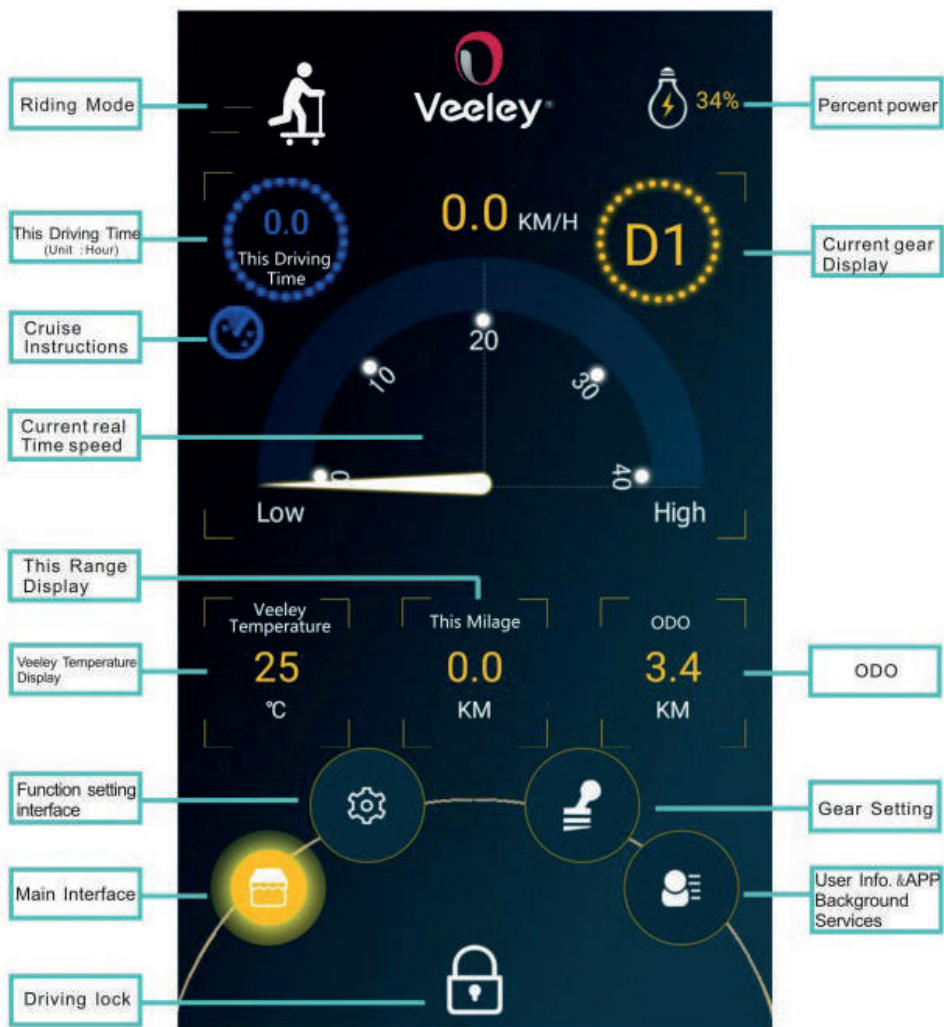 Riding Mode
Veeley
34%
Percent power
This Driving Time
(Unit :Hour)
0.0
This Driving
Time
0.0 KM/H
D1
Current gear
Display
Cruise
Instructions
Current real
Time speed
0
10
20
30
40
Low
High
This Range
Display
Veeley
Temperature
25
℃
This Milage
0.0
KM
ODO
3.4
KM
Veeley Temperature
Display
ODO
Function setting
interface
Gear Setting
Main Interface
User Info.&APP
Background
Services
Driving lock